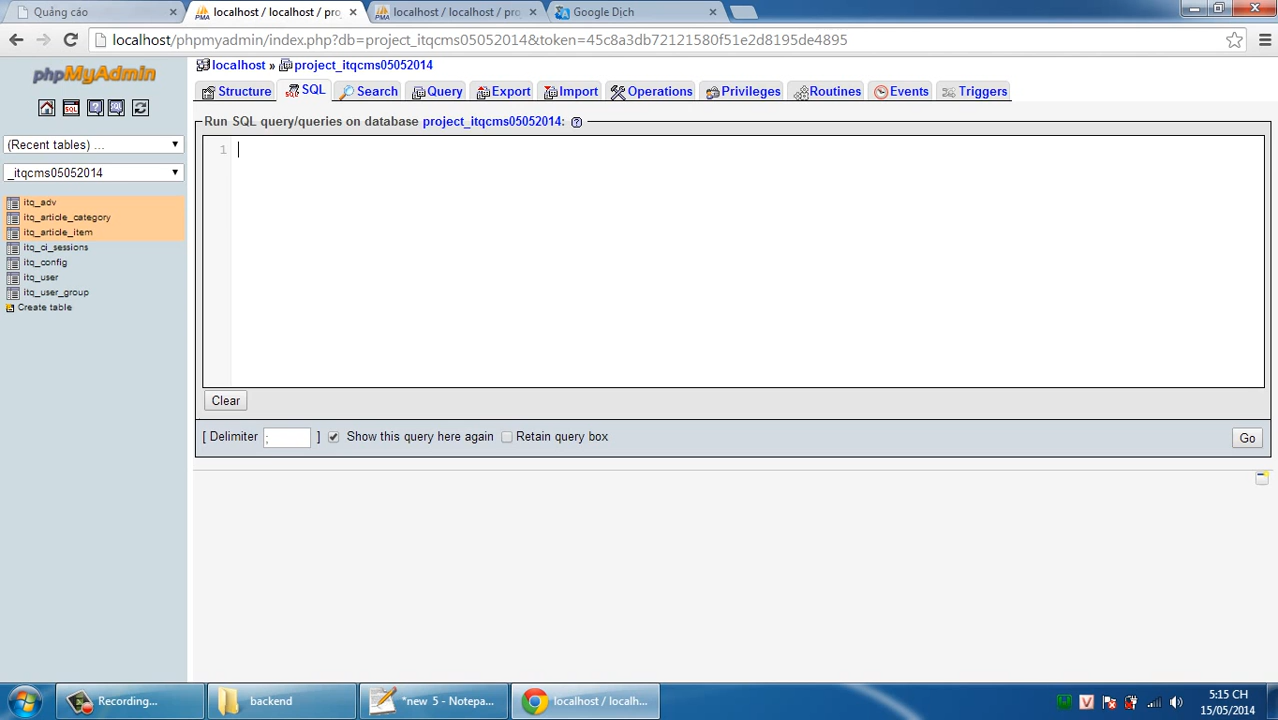 Quảng cáo
localhost / localhost / pro
localhost / localhost / pro
Google Dịch
localhost/phpmyadmin/index.php?db=project_itqcms05052014&token=45c8a3db72121580f51e2d8195de4895
phpMyAdmin
localhost » project_itqcms05052014
Structure SQL Search Query Export Import Operations Privileges Routines Events Triggers
(Recent tables) ...
_itqcms05052014
itq_adv
itq_article_category
itq_article_item
itq_ci_sessions
itq_config
itq_user
itq_user_group
Create table
Run SQL query/queries on database project_itqcms05052014:
1
Clear
[ Delimiter ; ] Show this query here again Retain query box
Go
Recording...
backend
*new 5 - Notepa...
localhost / localh...
5:15 CH
15/05/2014